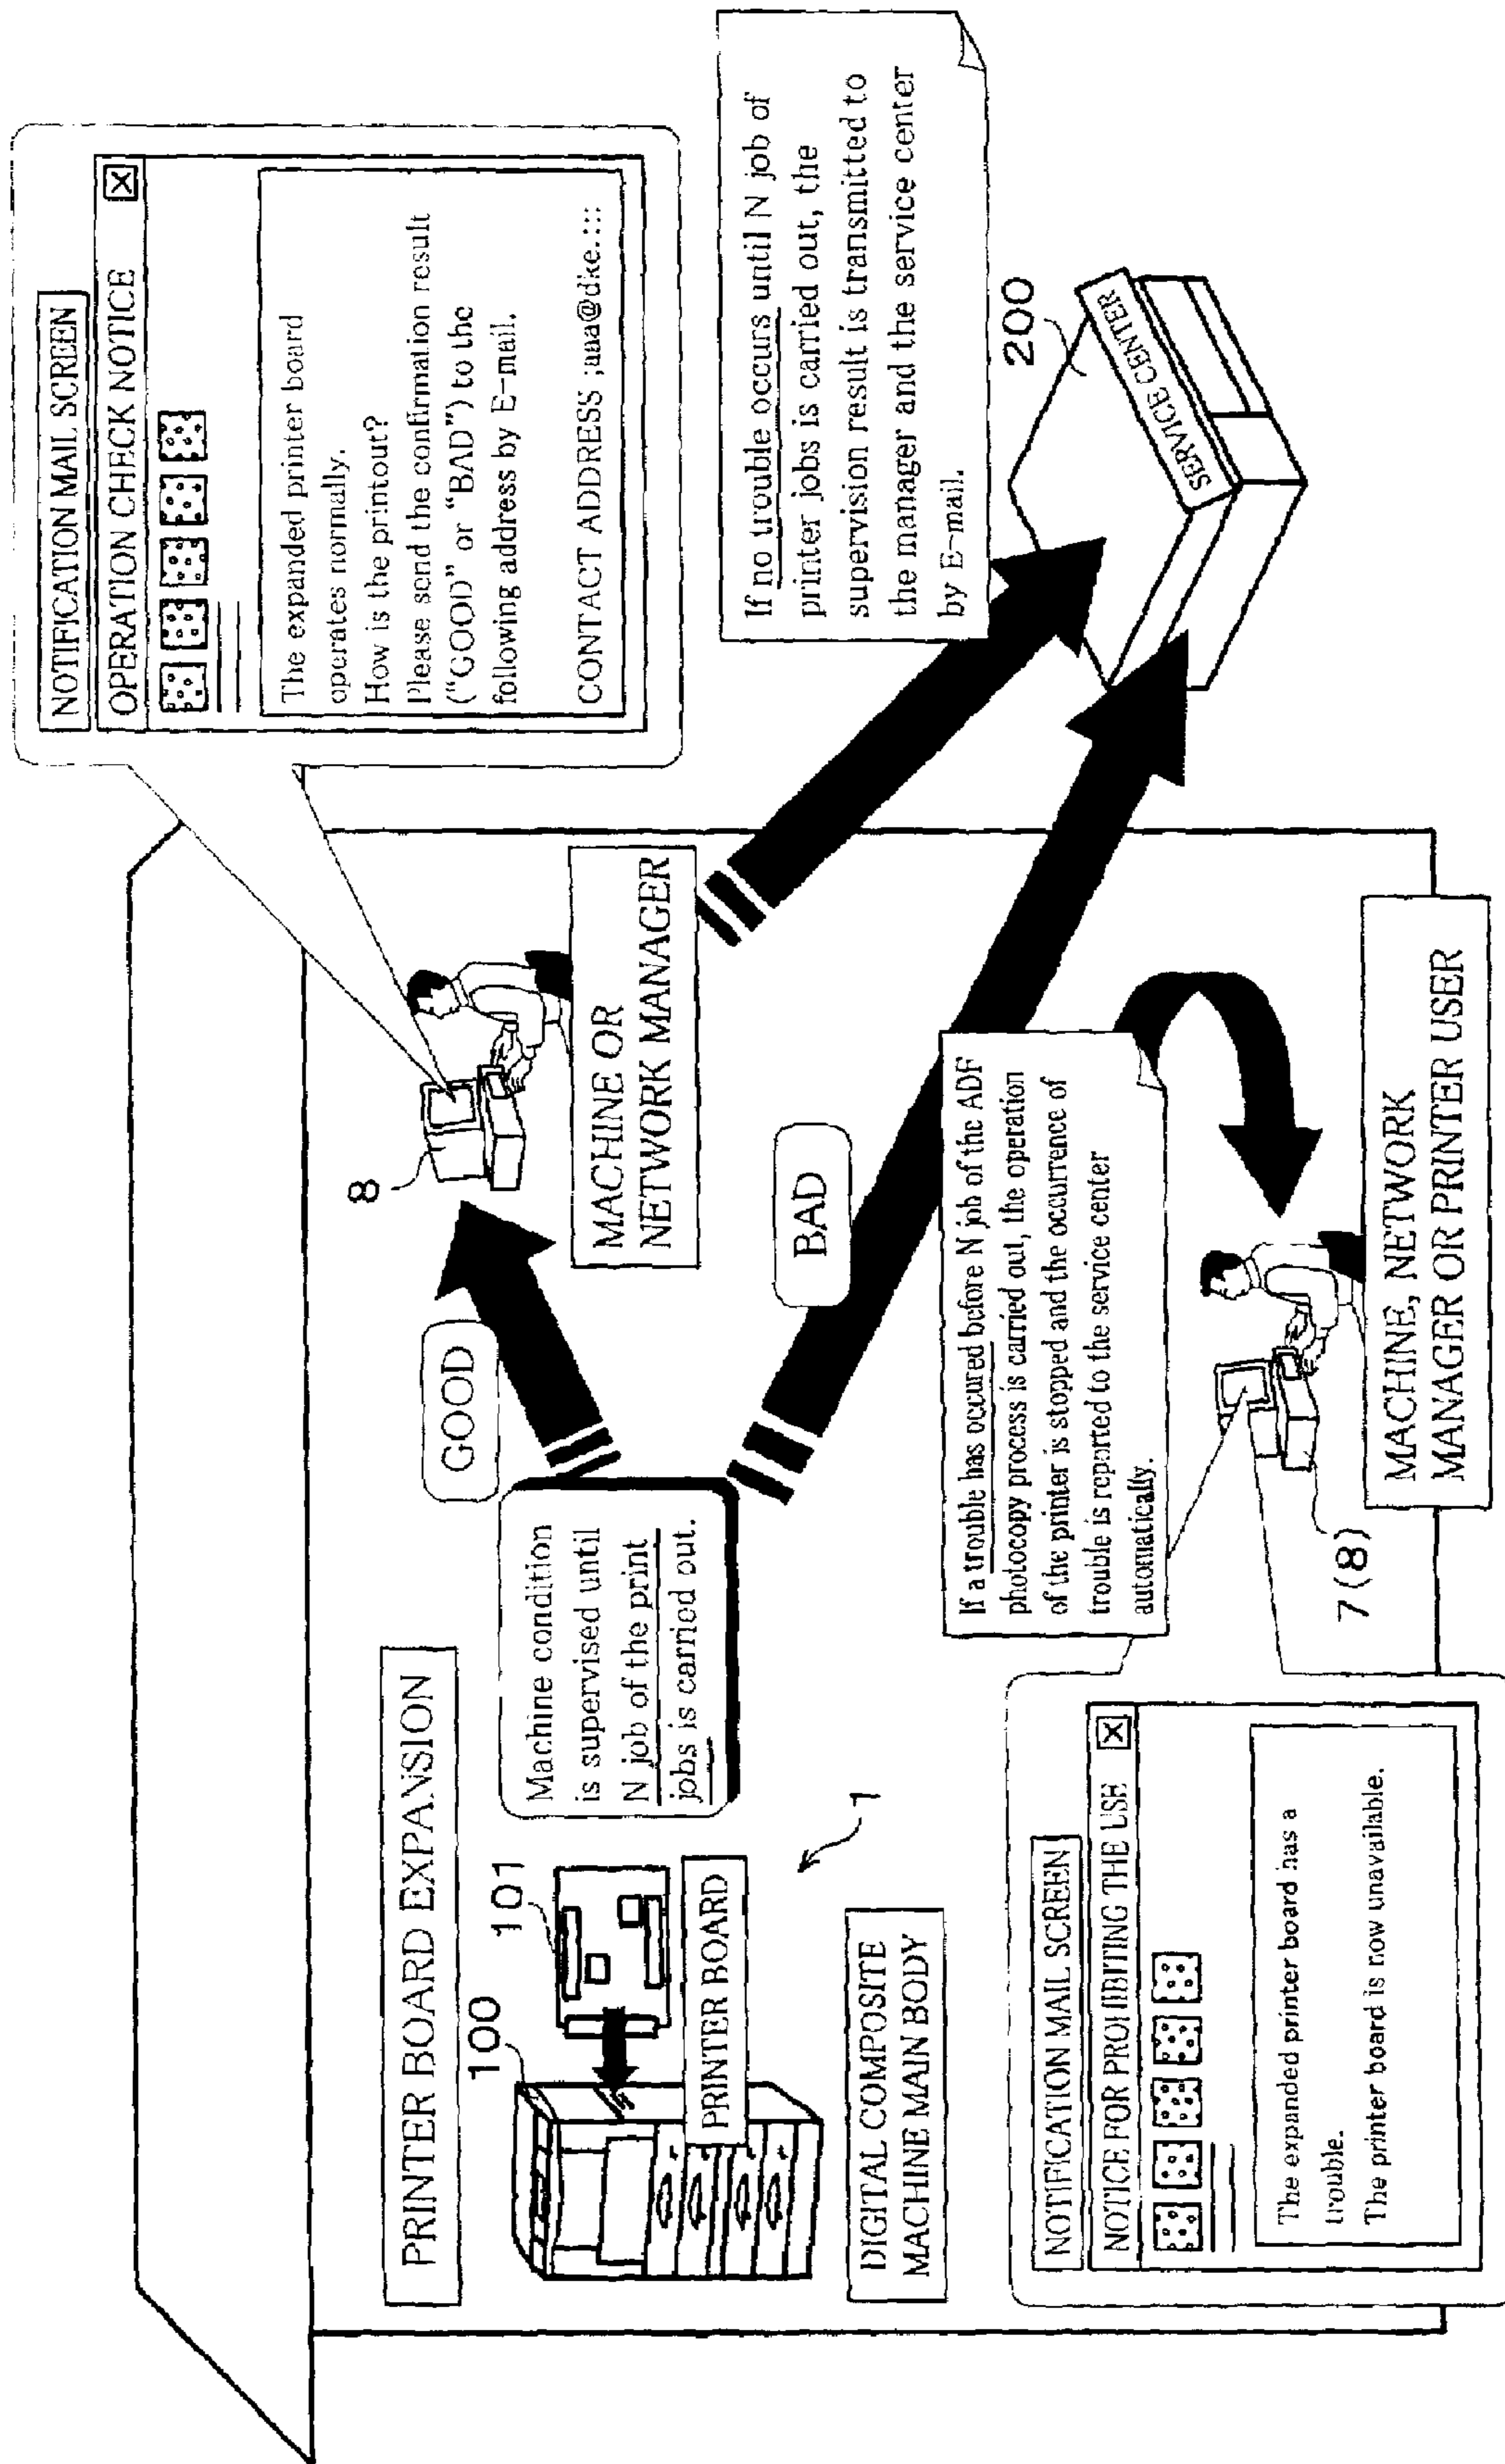 PRINTER BOARD EXPANSION
100
101
PRINTER BOARD
DIGITAL COMPOSITE
MACHINE MAIN BODY
1
Machine condition
is supervised until
N job of the print
jobs is carried out.
GOOD
BAD
8
MACHINE OR
NETWORK MANAGER
NOTIFICATION MAIL SCREEN
OPERATION CHECK NOTICE
The expanded printer board
operates normally.
How is the printout?
Please send the confirmation result
("GOOD" or "BAD") to the
following address by E-mail.
CONTACT ADDRESS ;aaa@dke.:::
If no trouble occurs until N job of
printer jobs is carried out, the
supervision result is transmitted to
the manager and the service center
by E-mail.
200
SERVICE CENTER
If a trouble has occured before N job of the ADF
photocopy process is carried out, the operation
of the printer is stopped and the occurrence of
trouble is reported to the service center
automatically.
7(8)
MACHINE, NETWORK
MANAGER OR PRINTER USER
NOTIFICATION MAIL SCREEN
NOTICE FOR PROHIBITING THE USE
The expanded printer board has a
trouble.
The printer board is now unavailable.